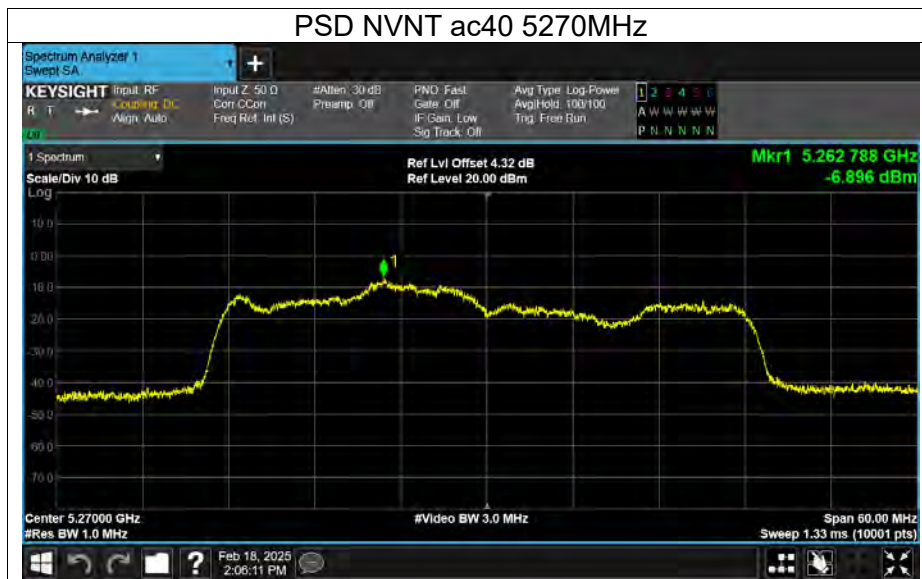 PSD NVNT ac40 5270MHz
Spectrum Analyzer 1
Swept SA
+
KEYSIGHT Input: RF
R T Coupling: DC
Align: Auto
Input Z: 50 Ω
Corr CCorr
Freq Ref: Int (S)
#Atten: 30 dB
Preamp: Off
PNO: Fast
Gate: Off
IF Gain: Low
Sig Track: Off
Avg Type: Log-Power
Avg|Hold: 100/100
Trig: Free Run
1 2 3 4 5 6
A W W W W W
P N N N N N
1 Spectrum
Scale/Div 10 dB
Ref Lvl Offset 4.32 dB
Ref Level 20.00 dBm
Mkr1 5.262 788 GHz
-6.896 dBm
Log
10.0
0.00
-10.0
-20.0
-30.0
-40.0
-50.0
-60.0
-70.0
1
Center 5.27000 GHz
#Res BW 1.0 MHz
#Video BW 3.0 MHz
Span 60.00 MHz
Sweep 1.33 ms (10001 pts)
?
Feb 18, 2025
2:06:11 PM